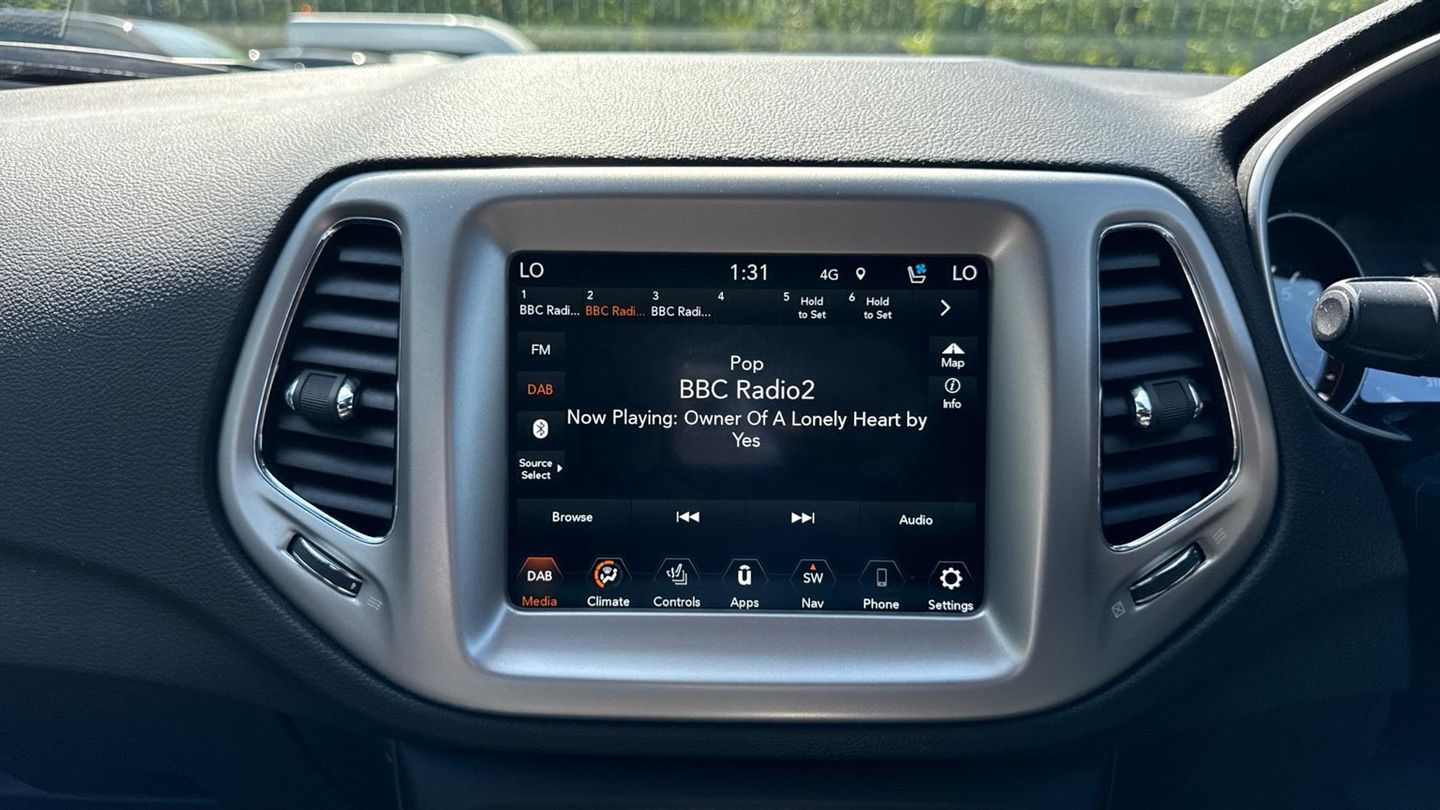 LO 1:31 4G LO
1 2 3 4 5 Hold 6 Hold
BBC Radi... BBC Radi... BBC Radi... to Set to Set
FM
Map
DAB
Info
Pop
BBC Radio2
Now Playing: Owner Of A Lonely Heart by
Yes
Source
Select
Browse Audio
DAB SW
Media Climate Controls Apps Nav Phone Settings